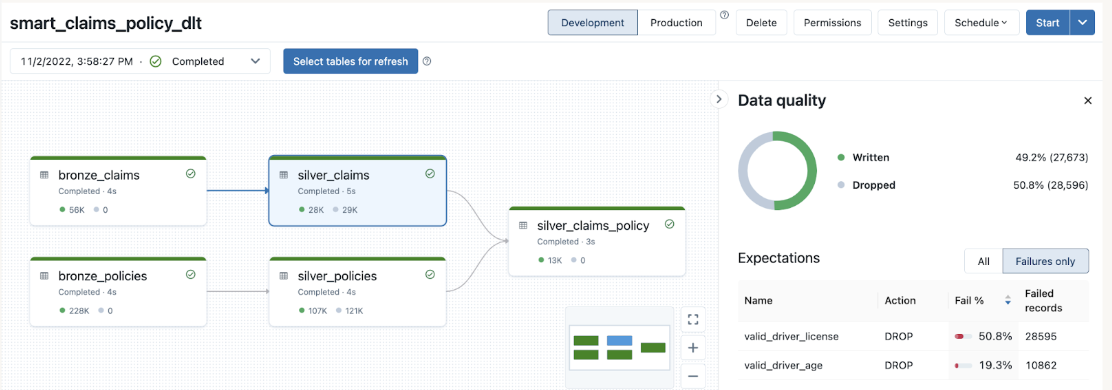 smart_claims_policy_dlt
Development
Production
Delete
Permissions
Settings
Schedule
Start
11/2/2022, 3:58:27 PM · Completed
Select tables for refresh
bronze_claims
Completed · 4s
56K 0
silver_claims
Completed · 5s
28K 29K
bronze_policies
Completed · 4s
228K 0
silver_policies
Completed · 4s
107K 121K
silver_claims_policy
Completed · 3s
13K 0
Data quality
Written 49.2% (27,673)
Dropped 50.8% (28,596)
Expectations
All
Failures only
Name Action Fail % Failed records
valid_driver_license DROP 50.8% 28595
valid_driver_age DROP 19.3% 10862